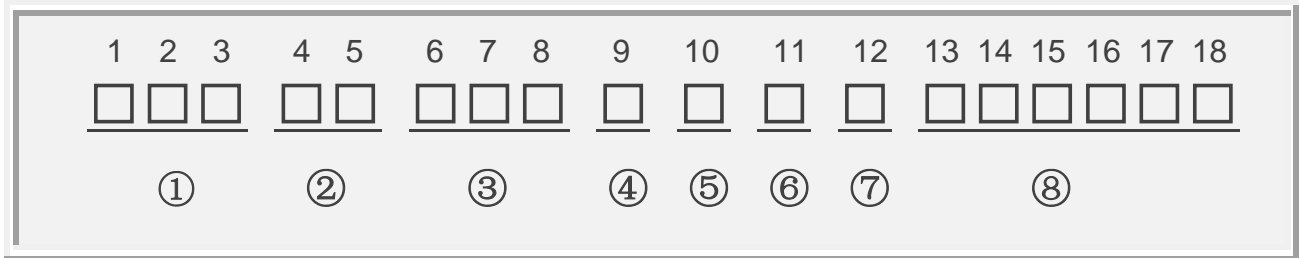 1 2 3 4 5 6 7 8 9 10 11 12 13 14 15 16 17 18
□□□ □□ □□□ □ □ □ □ □□□□□□
① ② ③ ④ ⑤ ⑥ ⑦ ⑧